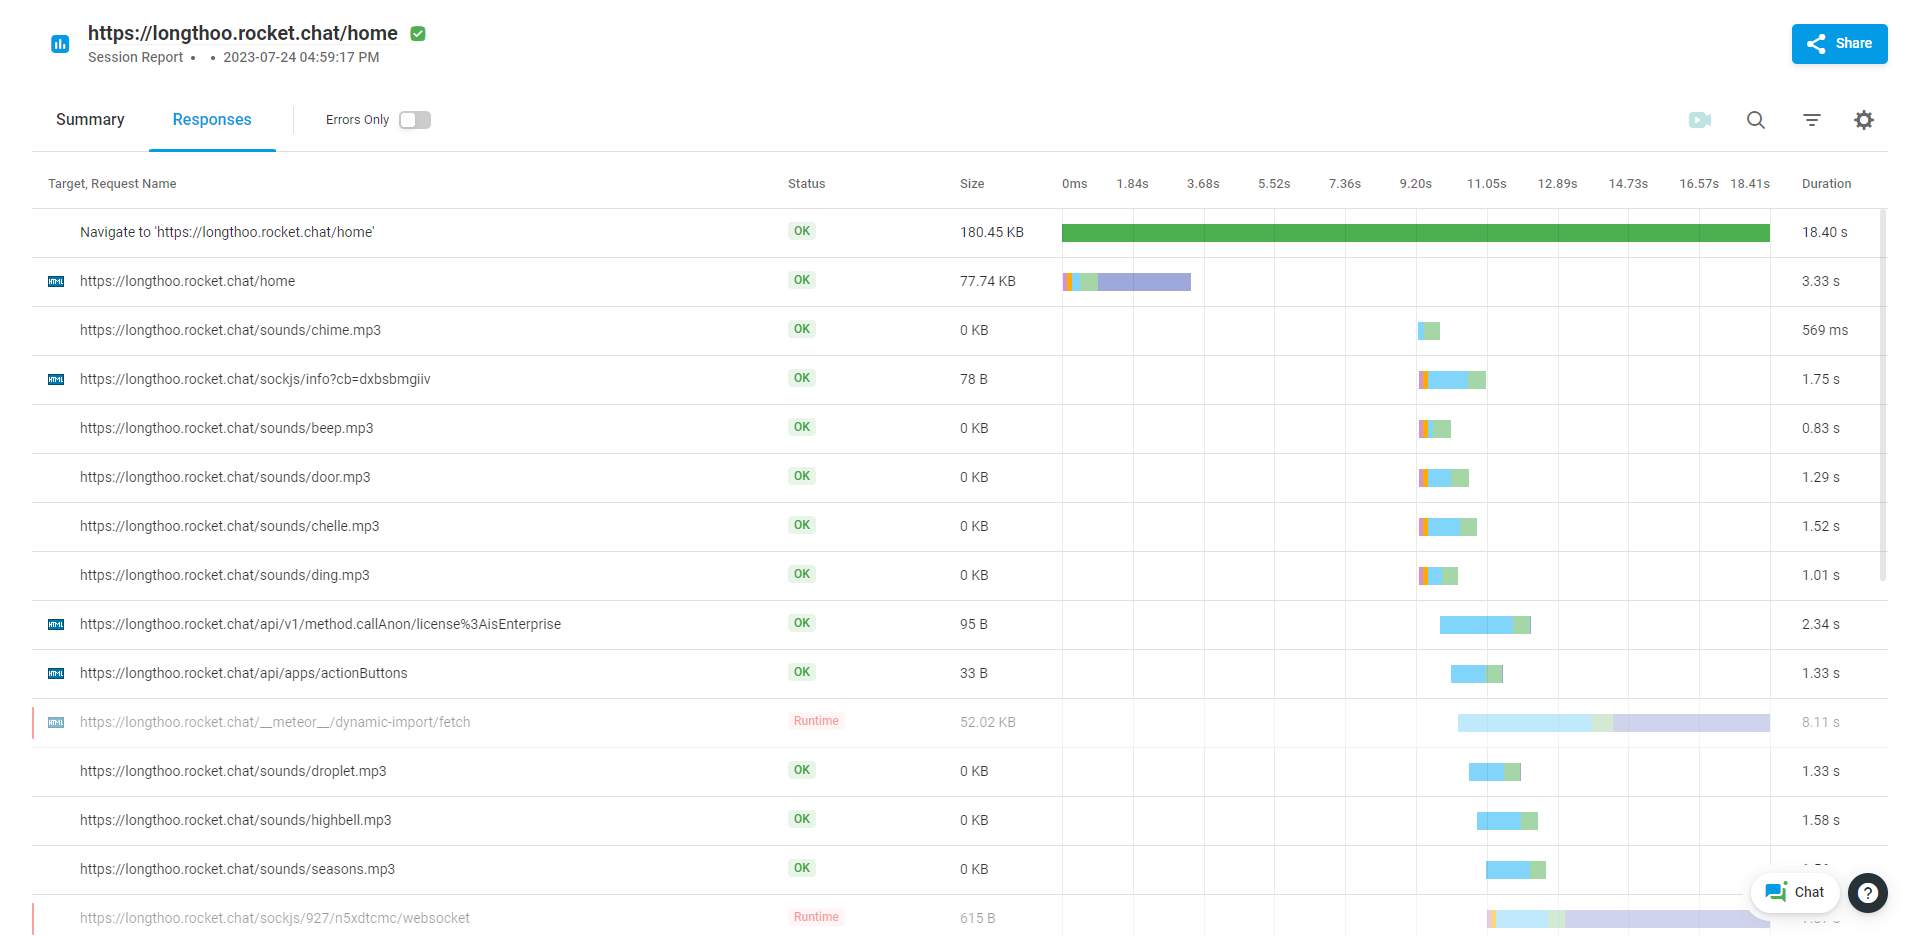 https://longthoo.rocket.chat/home
Session Report • • 2023-07-24 04:59:17 PM
Share
Summary Responses Errors Only
Target, Request Name Status Size 0ms 1.84s 3.68s 5.52s 7.36s 9.20s 11.05s 12.89s 14.73s 16.57s 18.41s Duration
Navigate to 'https://longthoo.rocket.chat/home' OK 180.45 KB 18.40 s
HTML https://longthoo.rocket.chat/home OK 77.74 KB 3.33 s
https://longthoo.rocket.chat/sounds/chime.mp3 OK 0 KB 569 ms
HTML https://longthoo.rocket.chat/sockjs/info?cb=dxbsbmgiiv OK 78 B 1.75 s
https://longthoo.rocket.chat/sounds/beep.mp3 OK 0 KB 0.83 s
https://longthoo.rocket.chat/sounds/door.mp3 OK 0 KB 1.29 s
https://longthoo.rocket.chat/sounds/chelle.mp3 OK 0 KB 1.52 s
https://longthoo.rocket.chat/sounds/ding.mp3 OK 0 KB 1.01 s
HTML https://longthoo.rocket.chat/api/v1/method.callAnon/license%3AisEnterprise OK 95 B 2.34 s
HTML https://longthoo.rocket.chat/api/apps/actionButtons OK 33 B 1.33 s
HTML https://longthoo.rocket.chat/__meteor__/dynamic-import/fetch Runtime 52.02 KB 8.11 s
https://longthoo.rocket.chat/sounds/droplet.mp3 OK 0 KB 1.33 s
https://longthoo.rocket.chat/sounds/highbell.mp3 OK 0 KB 1.58 s
https://longthoo.rocket.chat/sounds/seasons.mp3 OK 0 KB
Chat ?
https://longthoo.rocket.chat/sockjs/927/n5xdtcmc/websocket Runtime 615 B